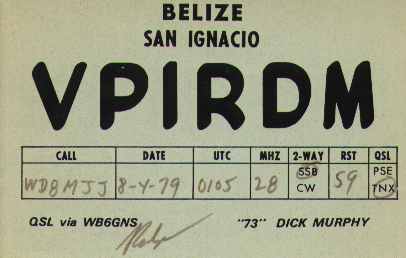 BELIZE
SAN IGNACIO
VP1RDM
CALL DATE UTC MHZ 2-WAY RST QSL
WD8MJJ 8-4-79 0105 28 SSB CW 59 PSE TNX
QSL via WB6GNS "73" DICK MURPHY